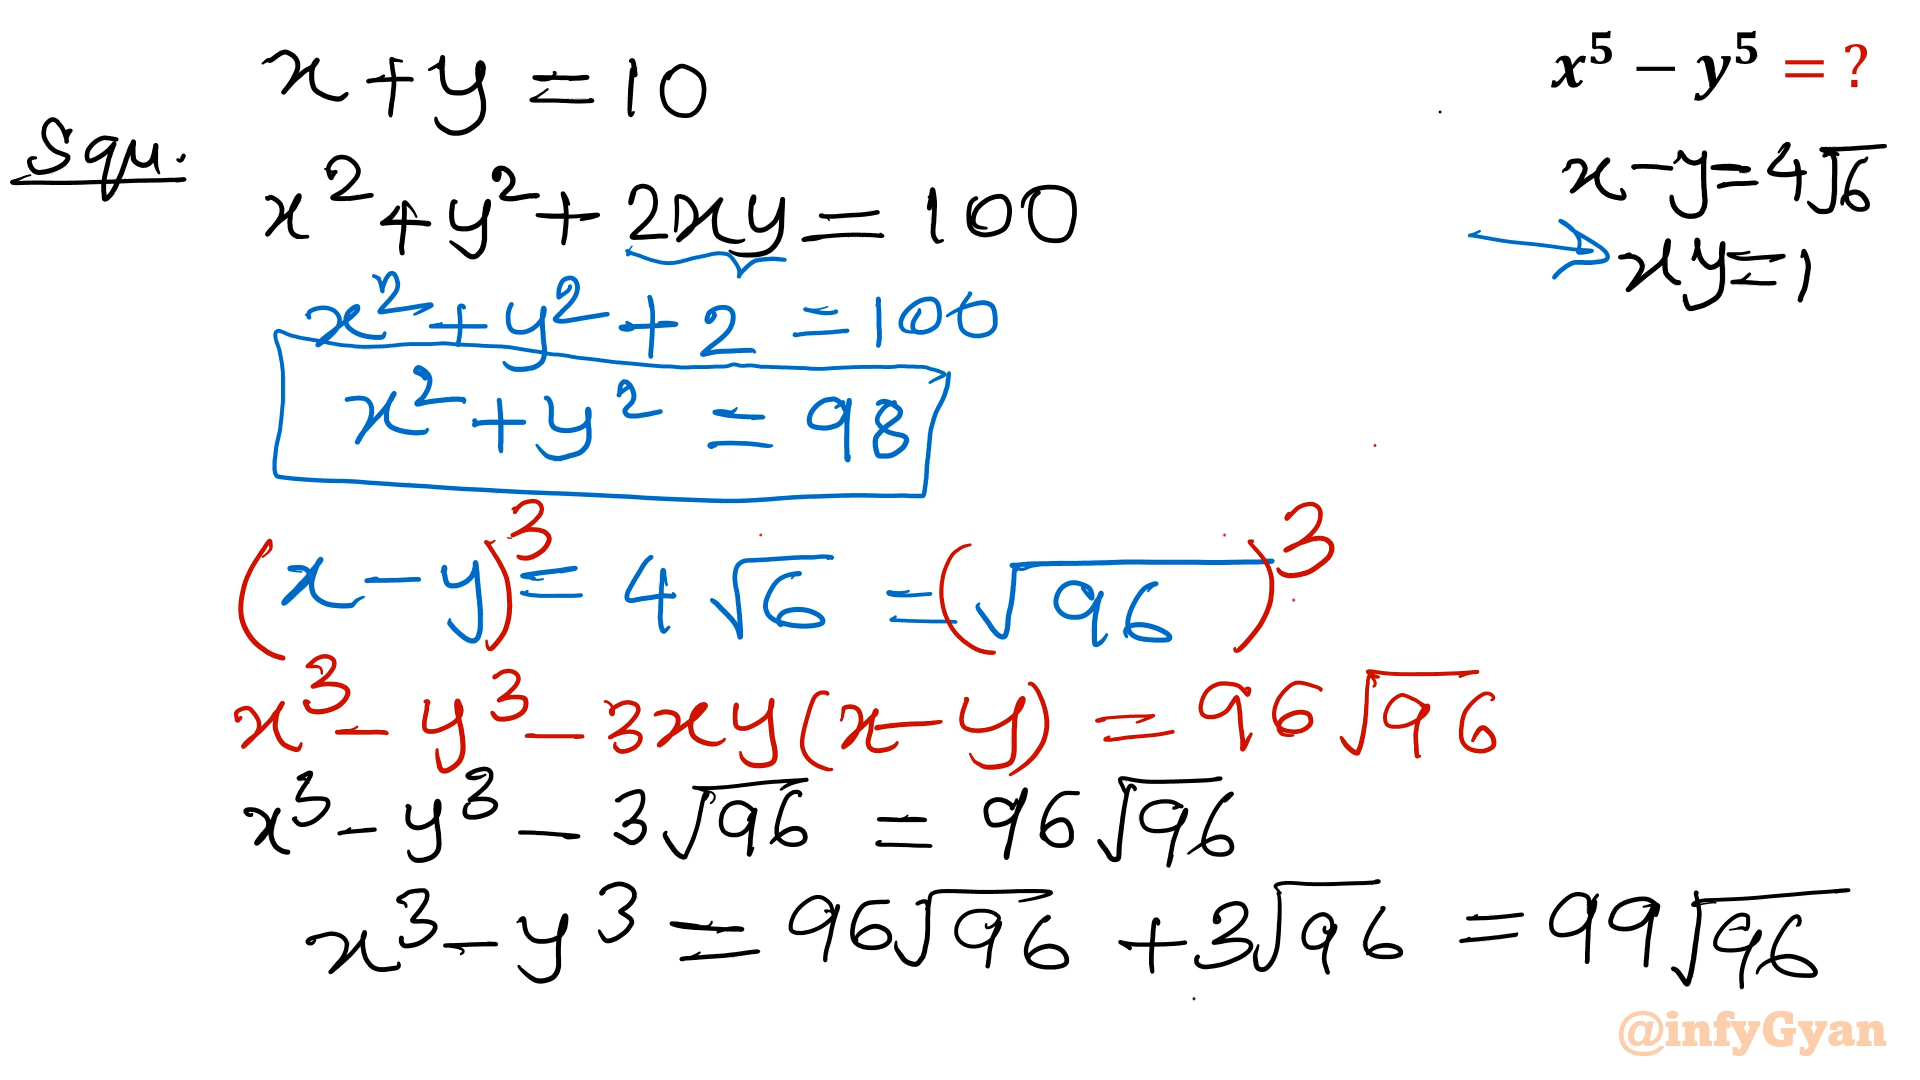 x + y = 10
Squ.
x² + y² + 2xy = 100
x² + y² + 2 = 100
x² + y² = 98
(x - y)³ = 4√6 = (√96)³
x³ - y³ - 3xy(x - y) = 96√96
x³ - y³ - 3√96 = 96√96
x³ - y³ = 96√96 + 3√96 = 99√96
x⁵ − y⁵ = ?
x - y = 4√6
xy = 1
@infyGyan